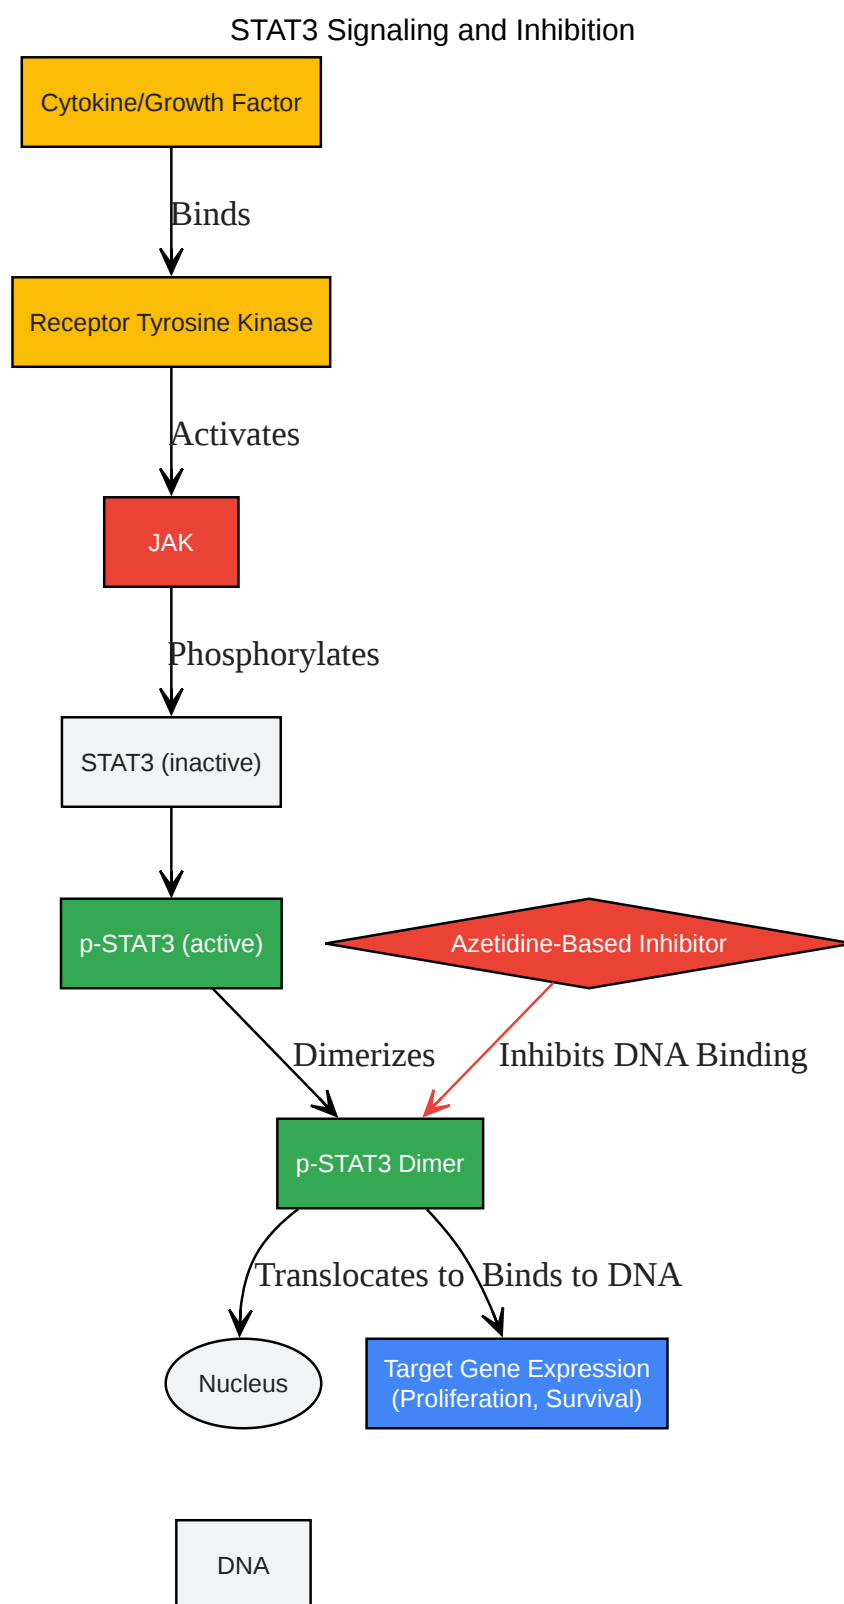 STAT3 Signaling and Inhibition
Cytokine/Growth Factor
Binds
Receptor Tyrosine Kinase
Activates
JAK
Phosphorylates
STAT3 (inactive)
p-STAT3 (active)
Azetidine-Based Inhibitor
Dimerizes
Inhibits DNA Binding
p-STAT3 Dimer
Translocates to
Binds to DNA
Nucleus
Target Gene Expression
(Proliferation, Survival)
DNA